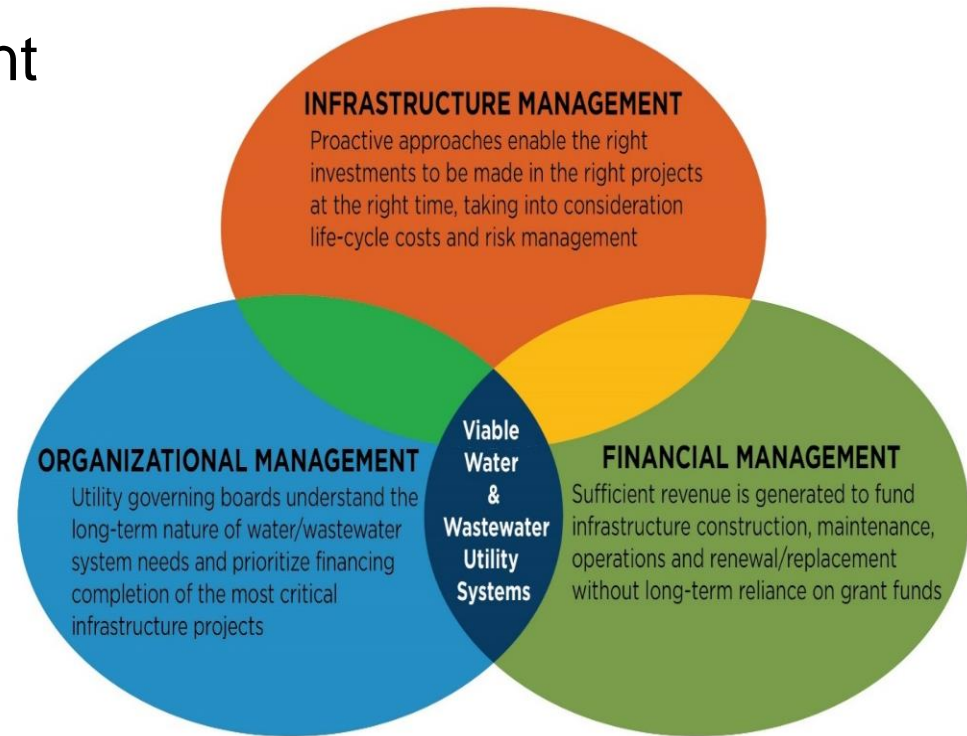 nt
INFRASTRUCTURE MANAGEMENT
Proactive approaches enable the right
investments to be made in the right projects
at the right time, taking into consideration
life-cycle costs and risk management
ORGANIZATIONAL MANAGEMENT
Utility governing boards understand the
long-term nature of water/wastewater
system needs and prioritize financing
completion of the most critical
infrastructure projects
Viable
Water
&
Wastewater
Utility
Systems
FINANCIAL MANAGEMENT
Sufficient revenue is generated to fund
infrastructure construction, maintenance,
operations and renewal/replacement
without long-term reliance on grant funds